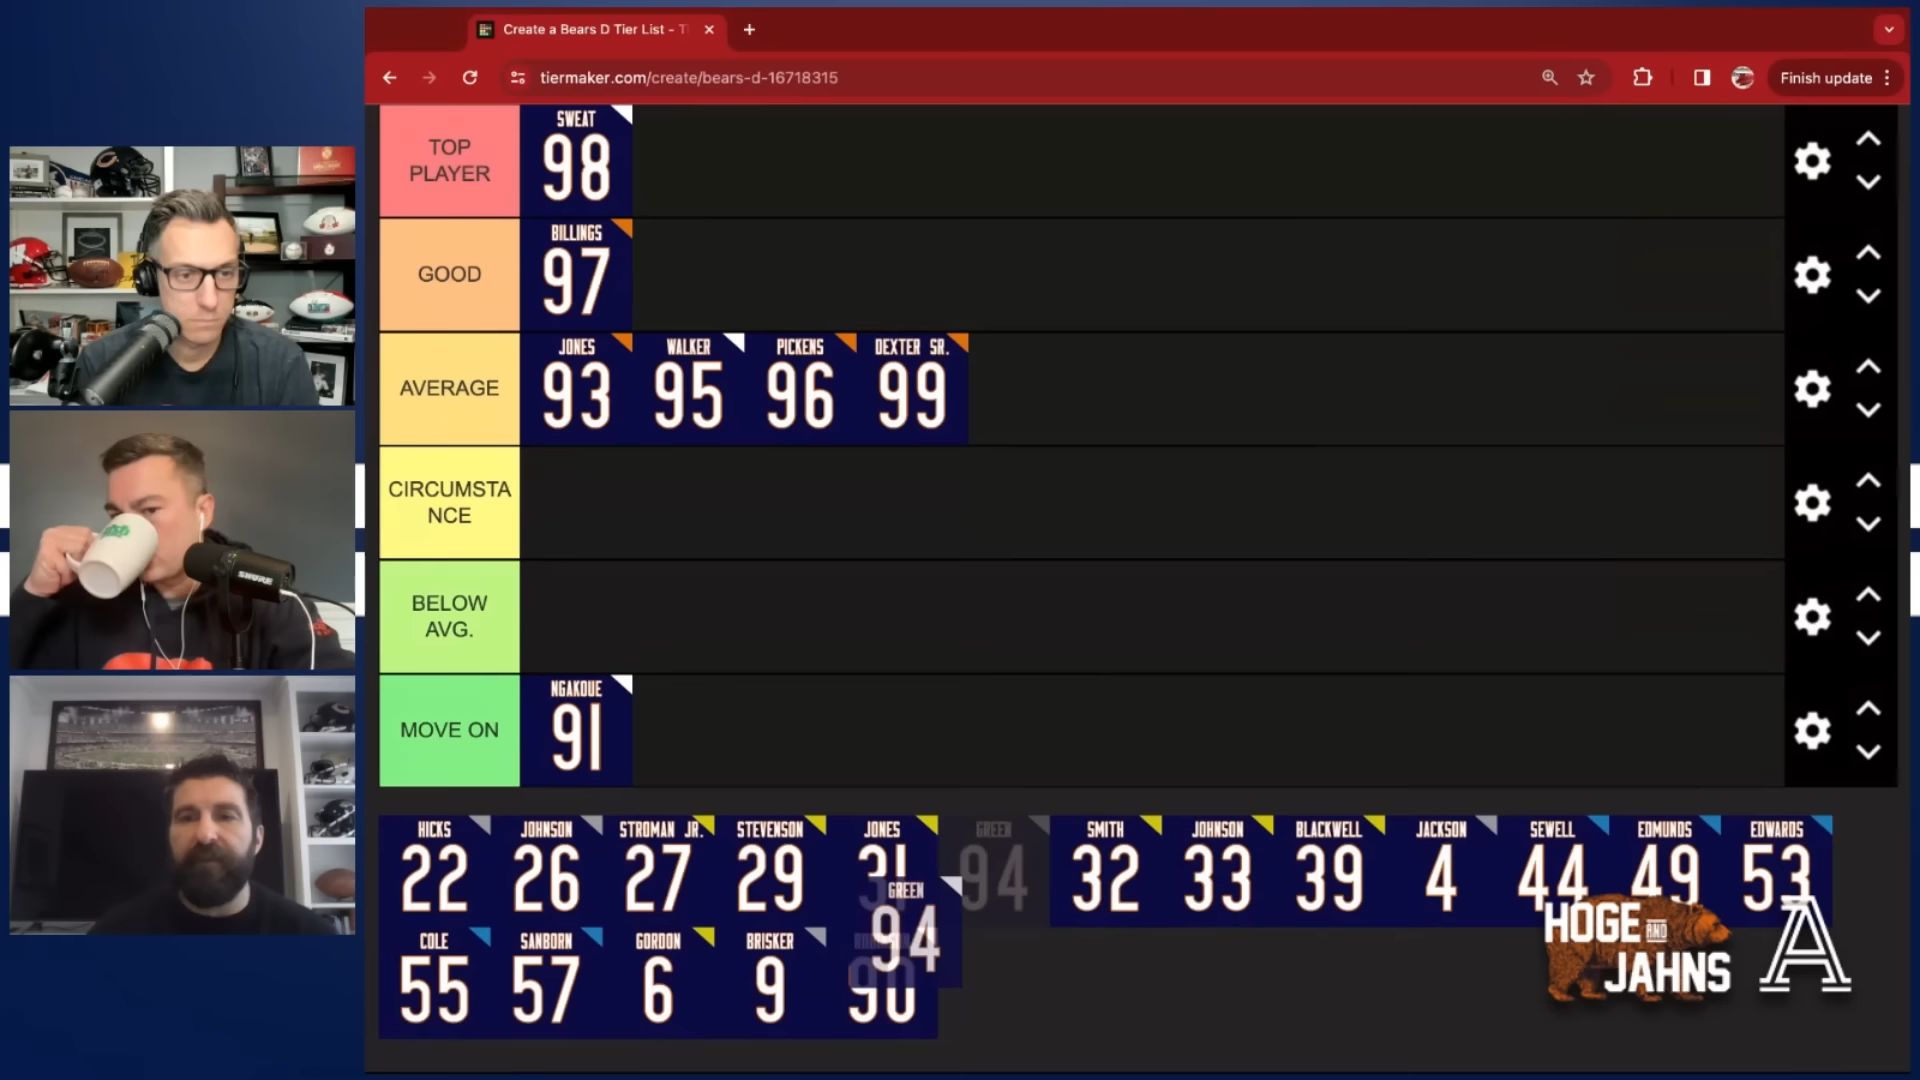 Create a Bears D Tier List - T
tiermaker.com/create/bears-d-16718315
Finish update
TOP
PLAYER
SWEAT
98
GOOD
BILLINGS
97
AVERAGE
JONES
93
WALKER
95
PICKENS
96
DEXTER SR.
99
CIRCUMSTA
NCE
BELOW
AVG.
MOVE ON
NGAKOUE
91
HICKS
22
JOHNSON
26
STROMAN JR.
27
STEVENSON
29
JONES
31
GREEN
94
GREEN
94
SMITH
32
JOHNSON
33
BLACKWELL
39
JACKSON
4
SEWELL
44
EDMUNDS
49
EDWARDS
53
COLE
55
SANBORN
57
GORDON
6
BRISKER
9
90
SHURE
HOGE AND
JAHNS
A